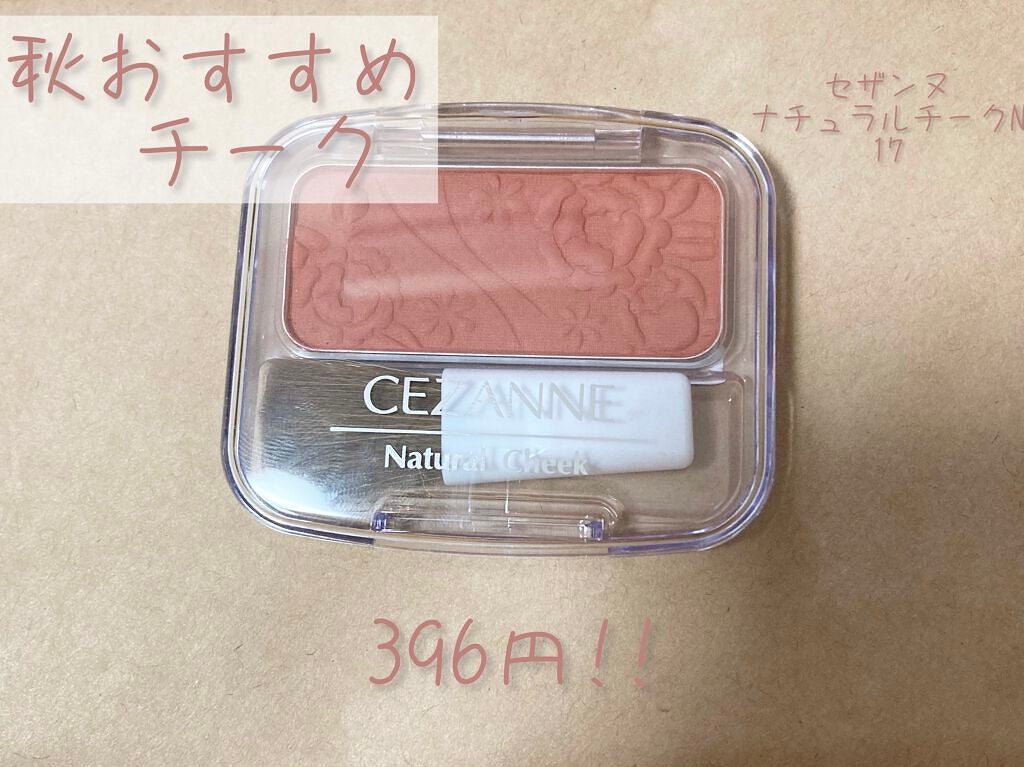 秋おすすめ
チーク
セザンヌ
ナチュラルチークN
17
CEZANNE
Natural Cheek
396円!!